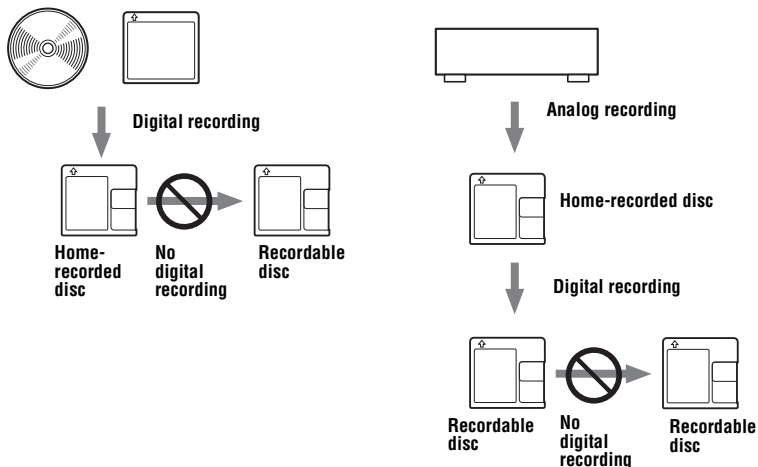 Digital recording
Home-
recorded
disc
No
digital
recording
Recordable
disc
Analog recording
Home-recorded disc
Digital recording
Recordable
disc
No
digital
recording
Recordable
disc